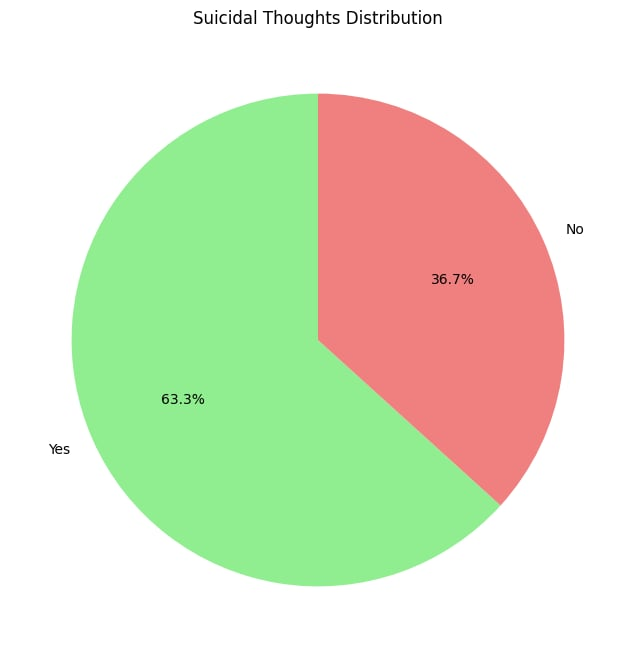 Suicidal Thoughts Distribution
No
36.7%
63.3%
Yes